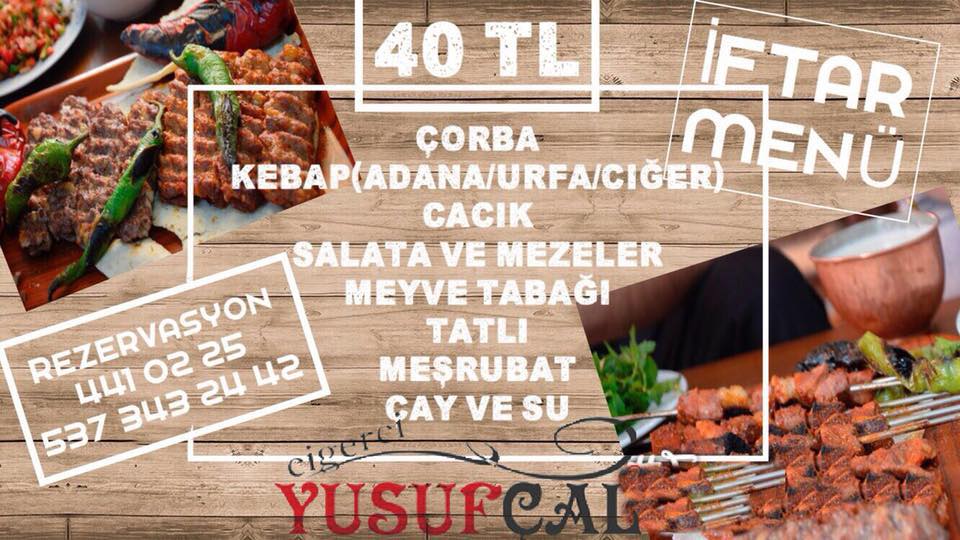 40 TL
İFTAR
MENÜ
ÇORBA
KEBAP(ADANA/URFA/CIĞER)
CACIK
SALATA VE MEZELER
MEYVE TABAĞI
TATLI
MEŞRUBAT
ÇAY VE SU
REZERVASYON
441 02 25
537 343 24 42
cigerci
YUSUFÇAL